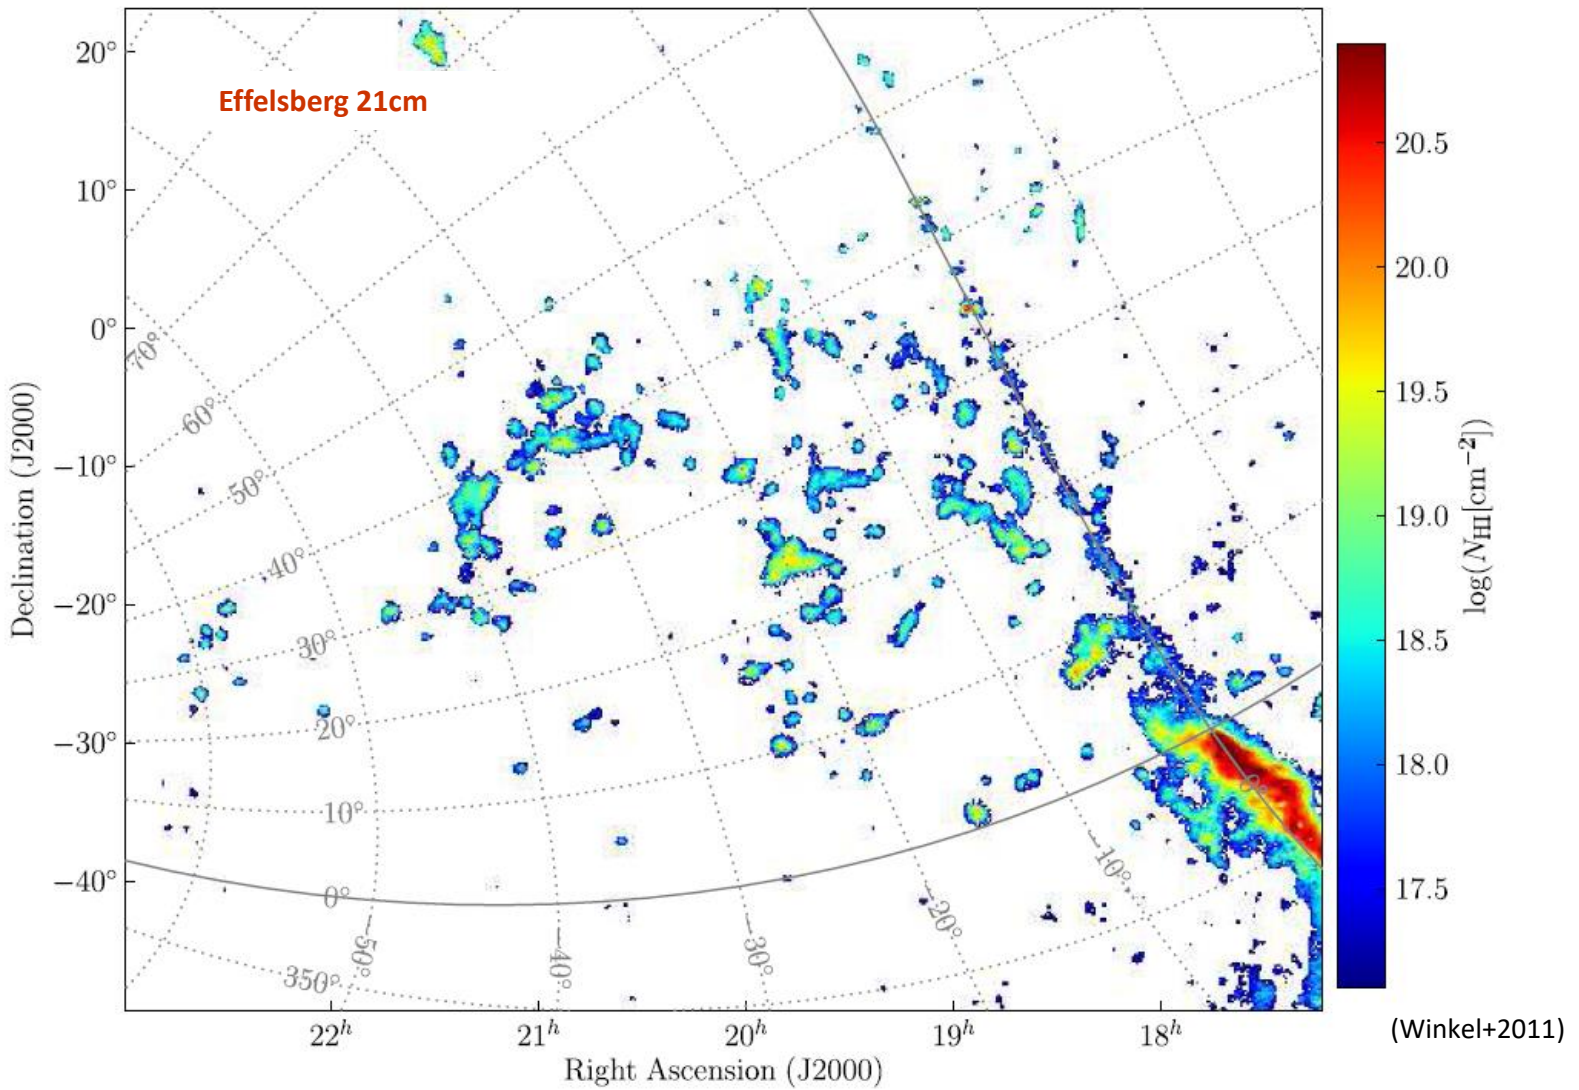 Effelsberg 21cm
20°
10°
0°
−10°
−20°
−30°
−40°
Declination (J2000)
70°
60°
50°
40°
30°
20°
10°
0°
350°
−50°
−40°
−30°
−20°
−10°
0°
22ʰ
21ʰ
20ʰ
19ʰ
18ʰ
Right Ascension (J2000)
20.5
20.0
19.5
19.0
18.5
18.0
17.5
log(N_HI[cm⁻²])
(Winkel+2011)